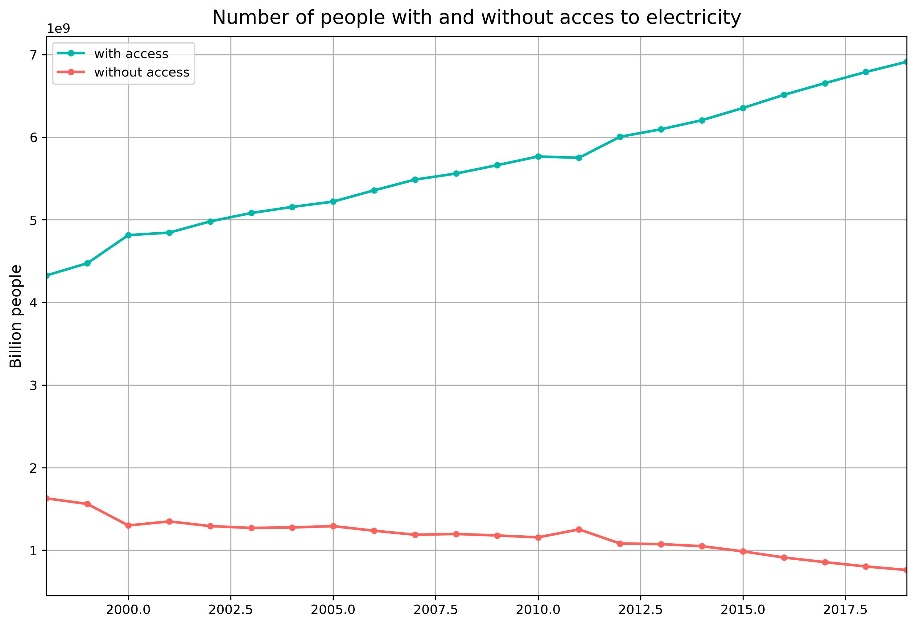 Number of people with and without acces to electricity
1e9
with access
without access
7
6
5
4
3
2
1
Billion people
2000.0 2002.5 2005.0 2007.5 2010.0 2012.5 2015.0 2017.5